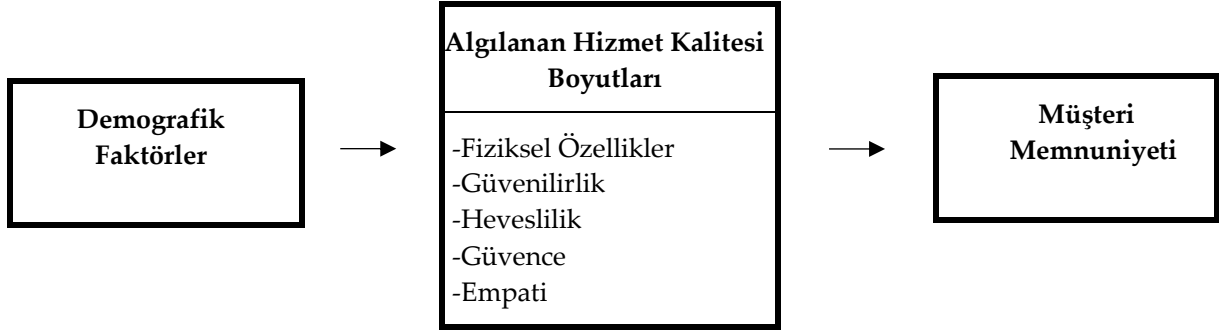 Demografik
Faktörler
Algılanan Hizmet Kalitesi
Boyutları
-Fiziksel Özellikler
-Güvenilirlik
-Heveslilik
-Güvence
-Empati
Müşteri
Memnuniyeti